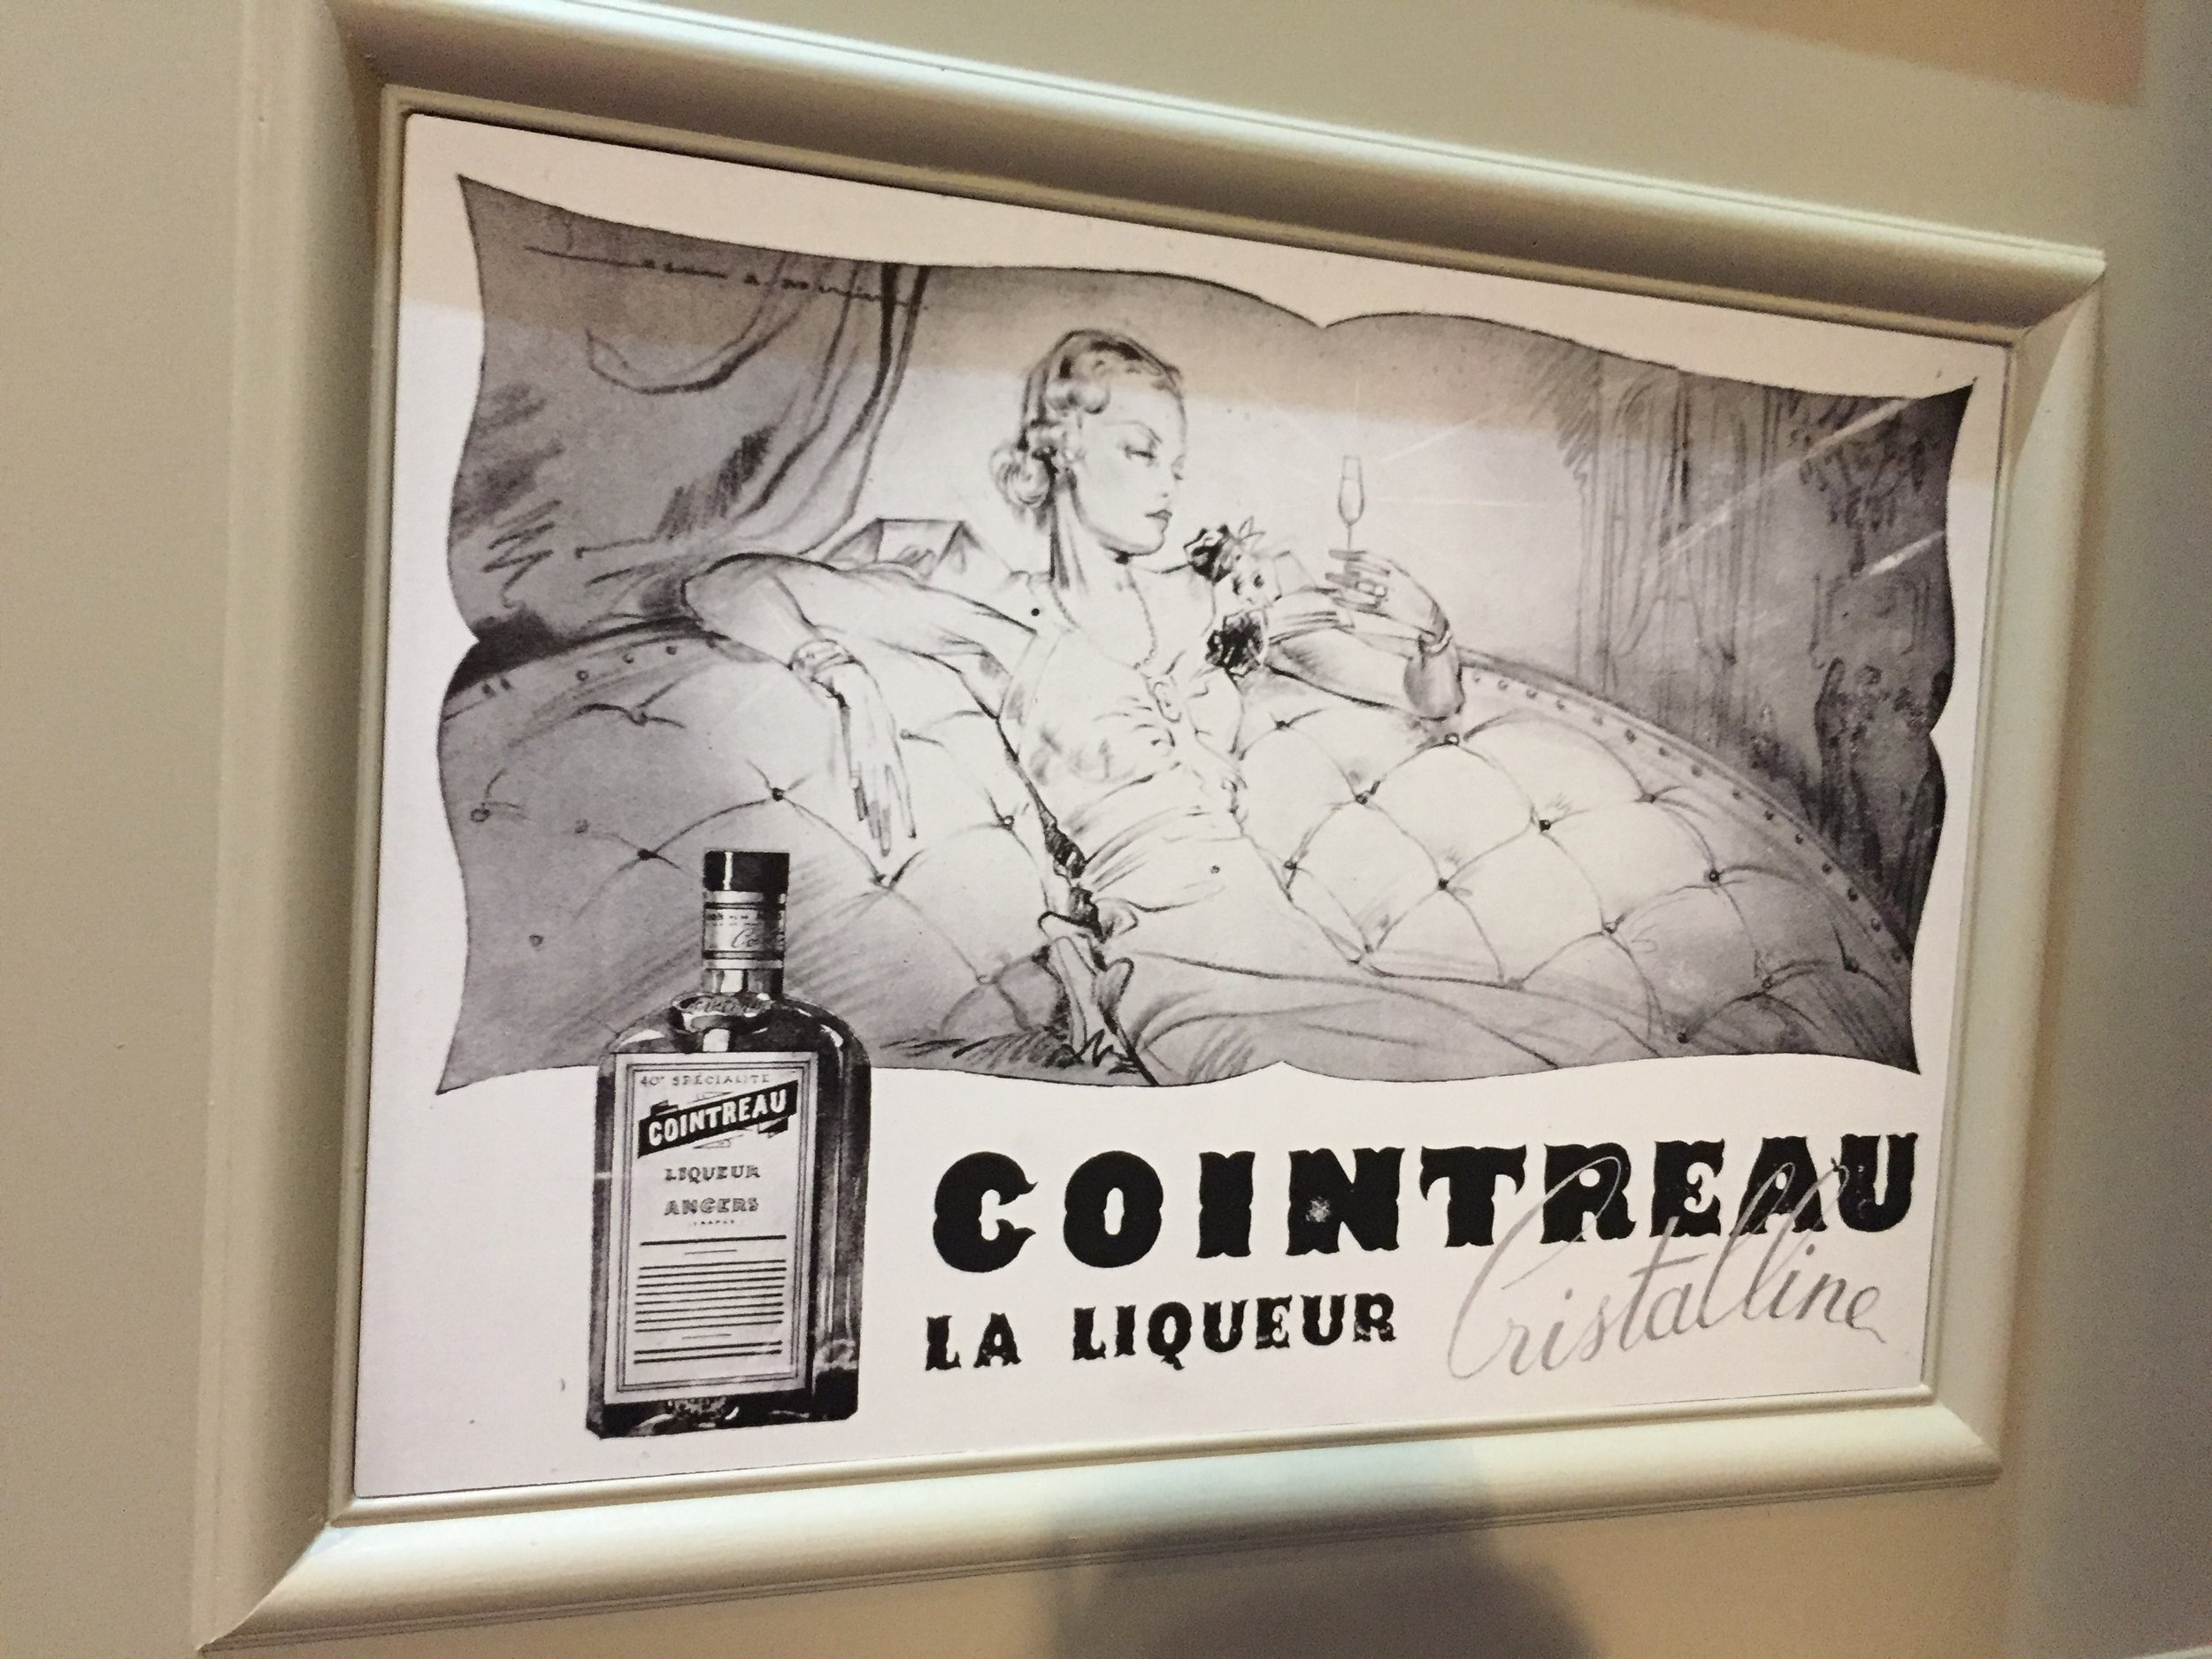 40° SPÉCIALITÉ
COINTREAU
LIQUEUR
ANGERS
COINTREAU
LA LIQUEUR Cristalline